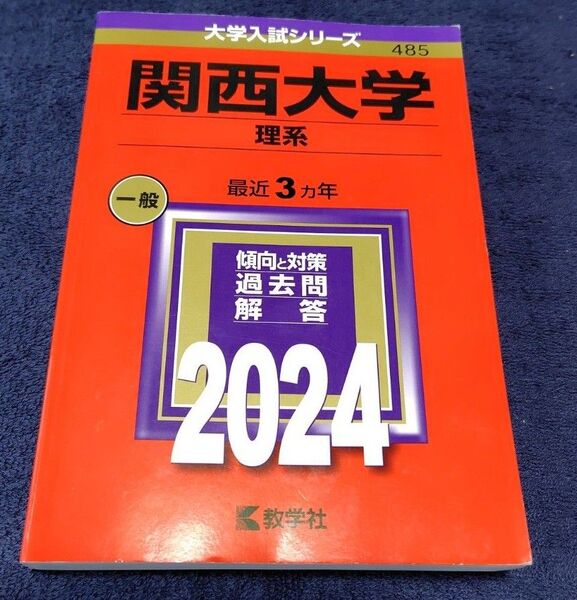 大学入試シリーズ
485
関西大学
理系
最近3ヵ年
一般
傾向と対策
過去問
解答
2024
教学社